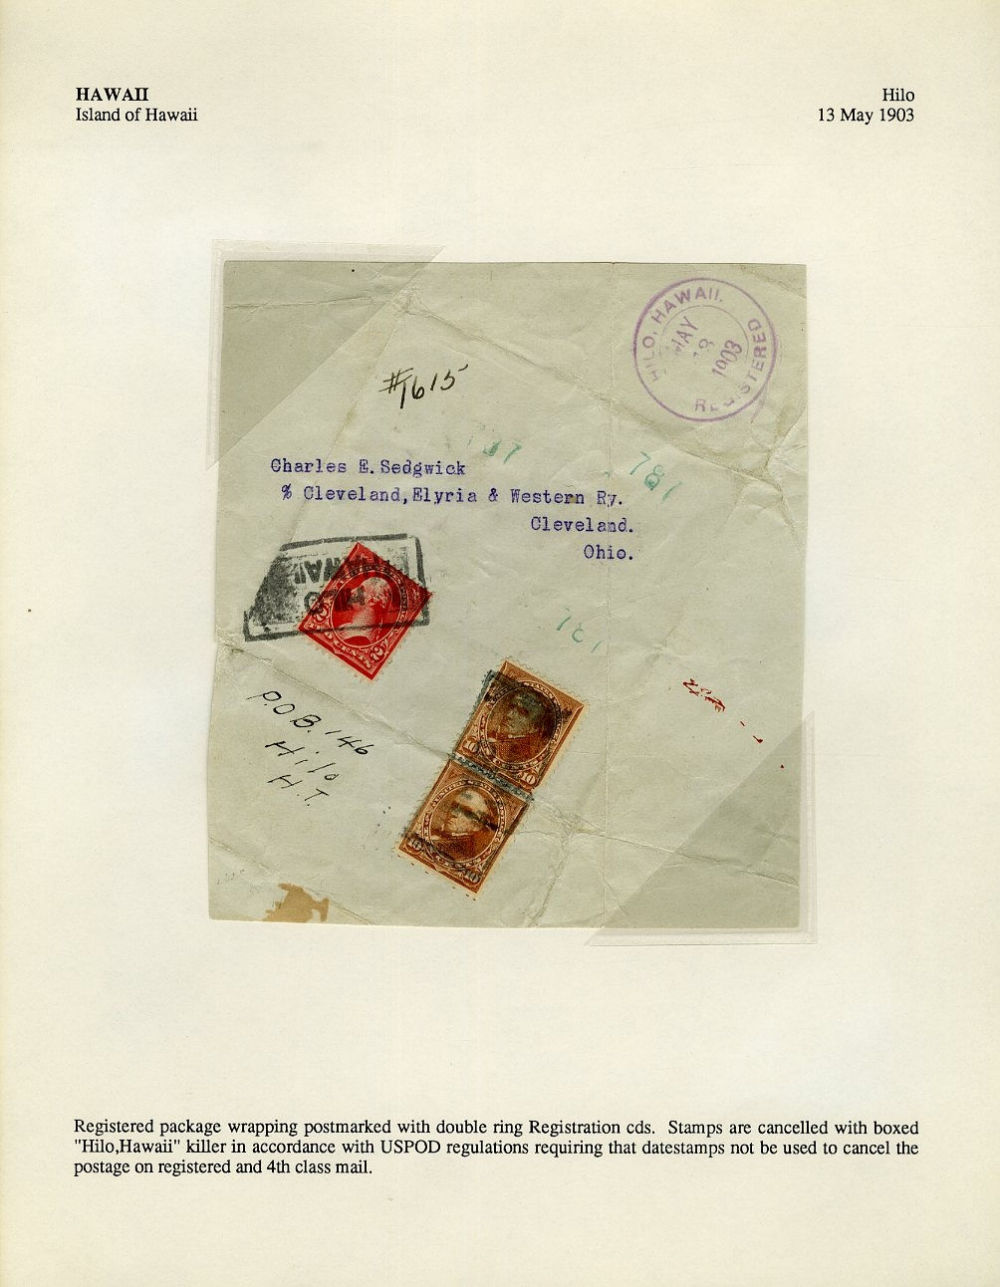 HAWAII
Island of Hawaii
Hilo
13 May 1903
HILO, HAWAII.
MAY
1903
REGISTERED
#1615
781
Charles E. Sedgwick
% Cleveland, Elyria & Western Ry.
Cleveland.
Ohio.
781
P.O B. 146
Hilo
H.T.
10 10
Registered package wrapping postmarked with double ring Registration cds. Stamps are cancelled with boxed
"Hilo,Hawaii" killer in accordance with USPOD regulations requiring that datestamps not be used to cancel the
postage on registered and 4th class mail.